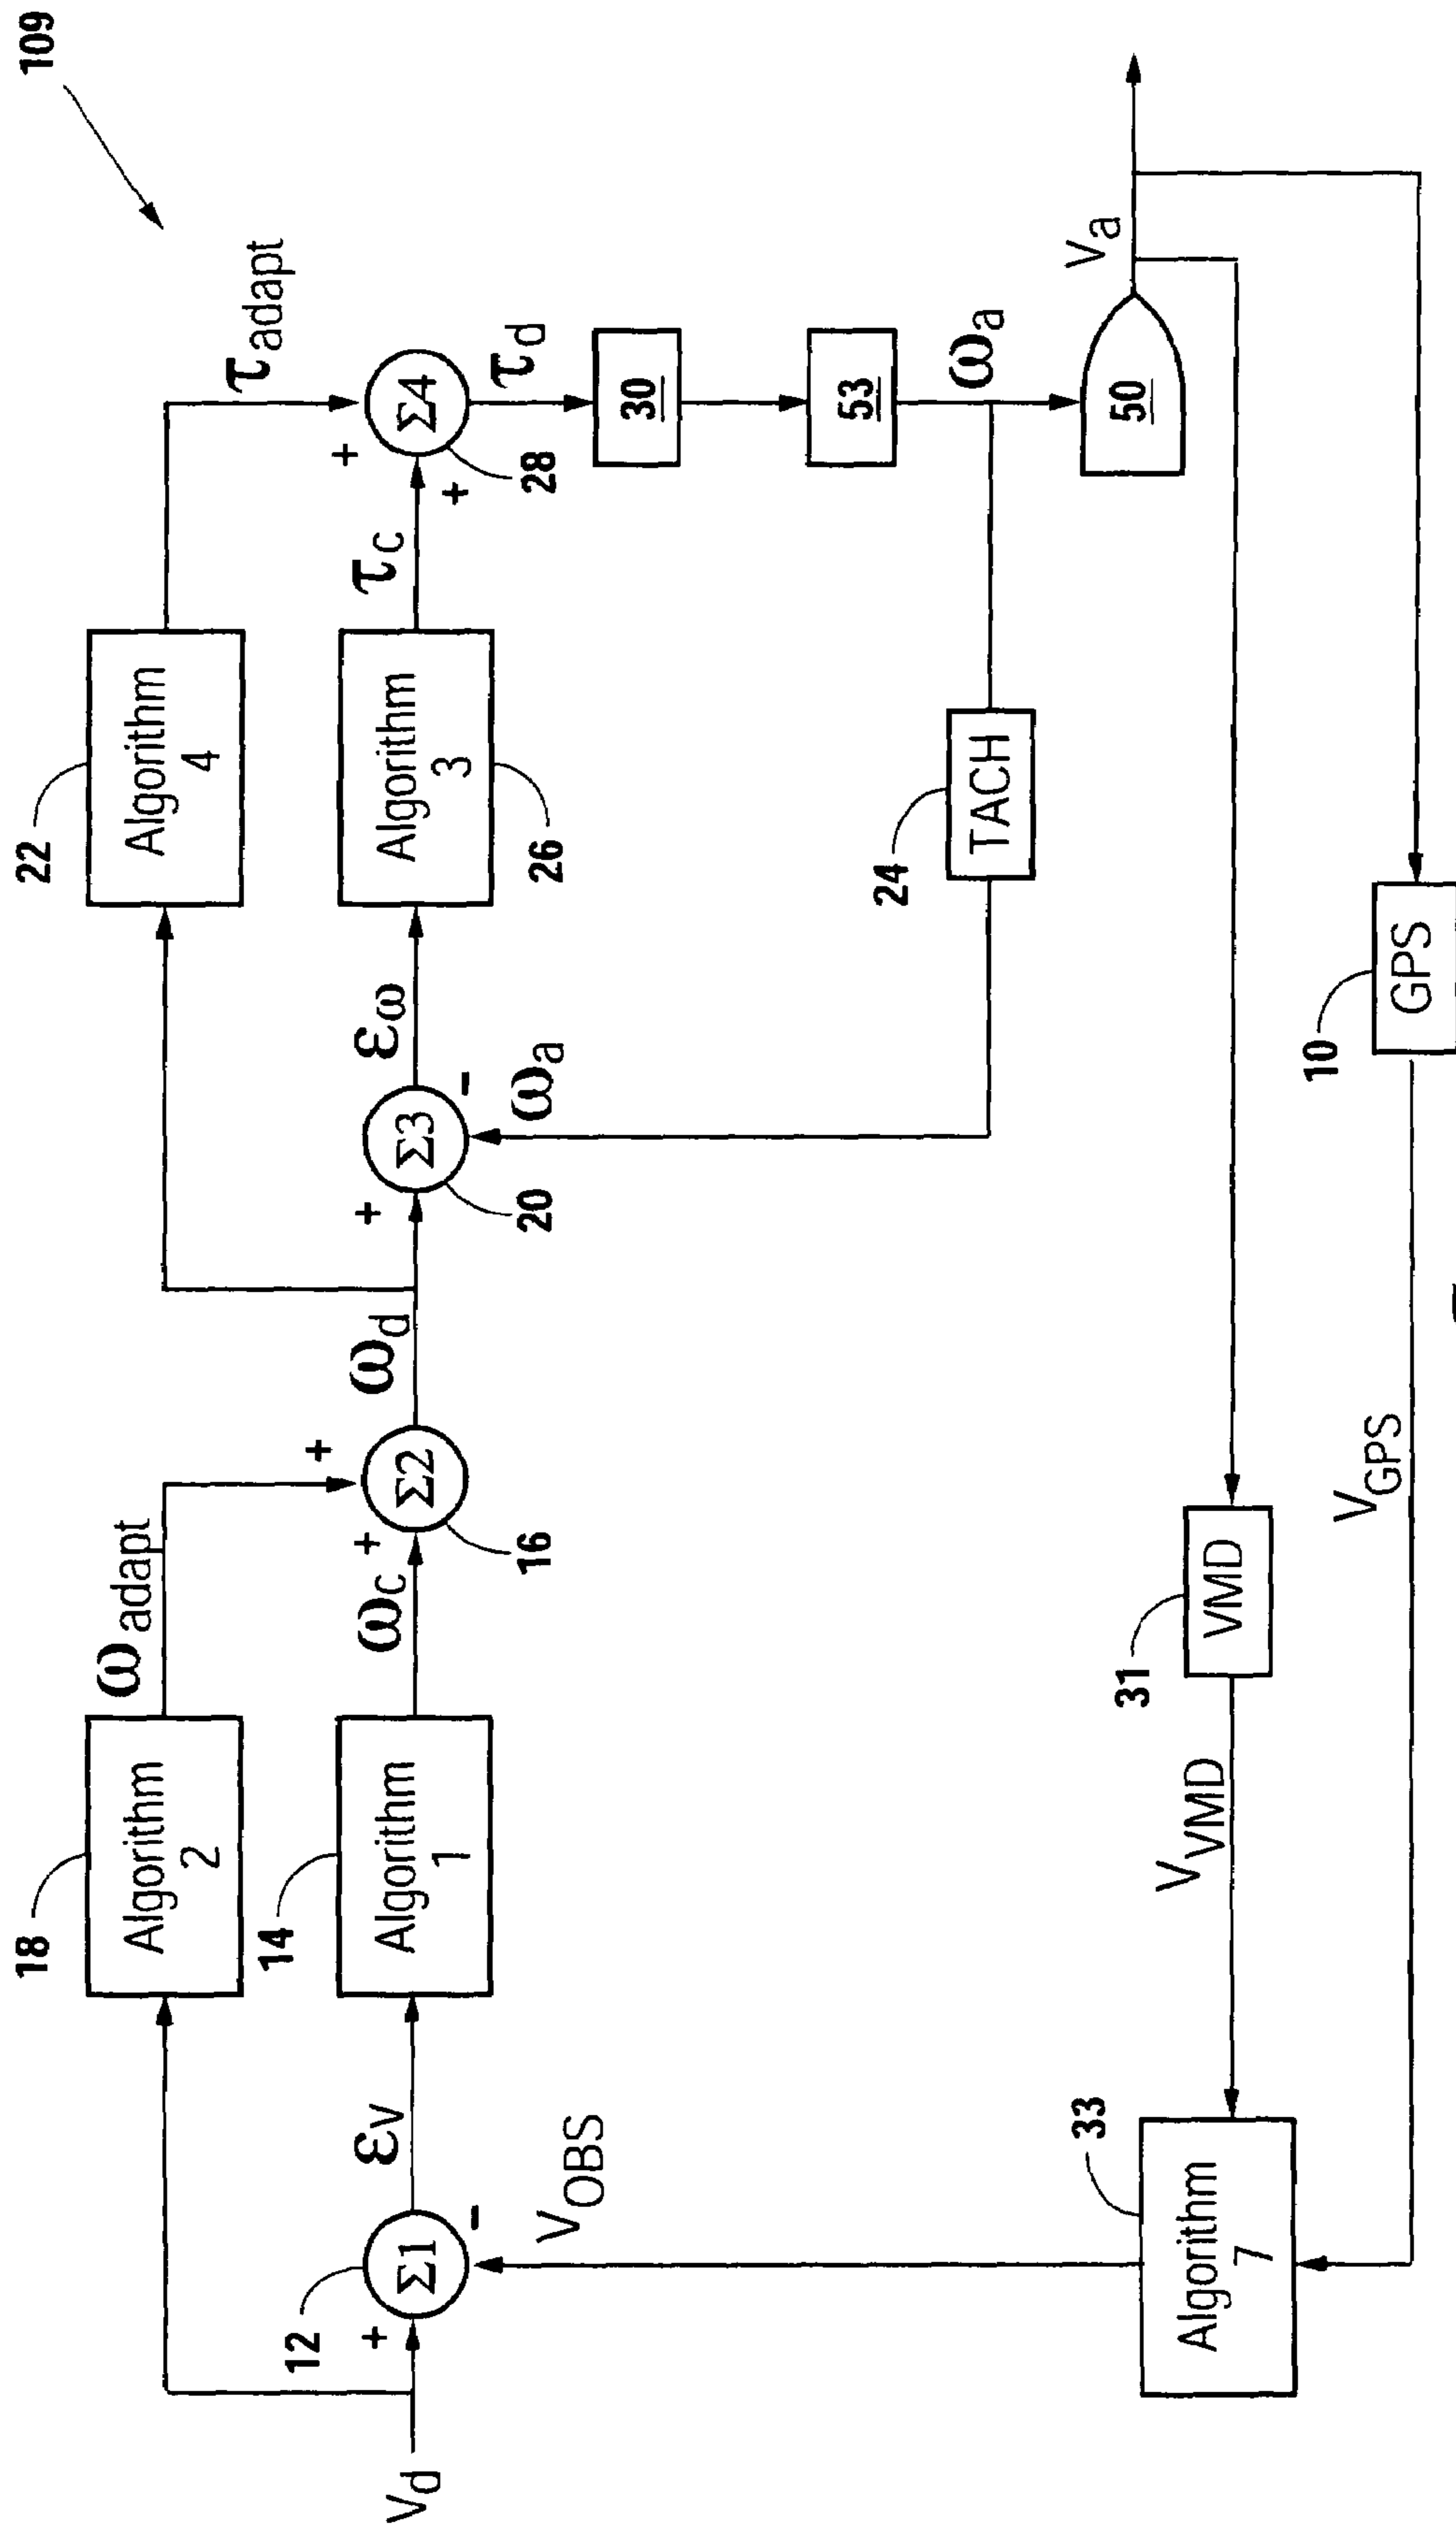 109
22
Algorithm
4
τadapt
18
Algorithm
2
ωadapt
+
+
Vd
+
12
Σ1
-
εV
14
Algorithm
1
ωc
+
Σ2
16
ωd
+
Σ3
20
-
εω
Algorithm
3
26
τc
+
Σ4
28
τd
30
53
ωa
50
Va
ωa
24
TACH
VOBS
33
Algorithm
7
VVMD
31
VMD
VGPS
10
GPS